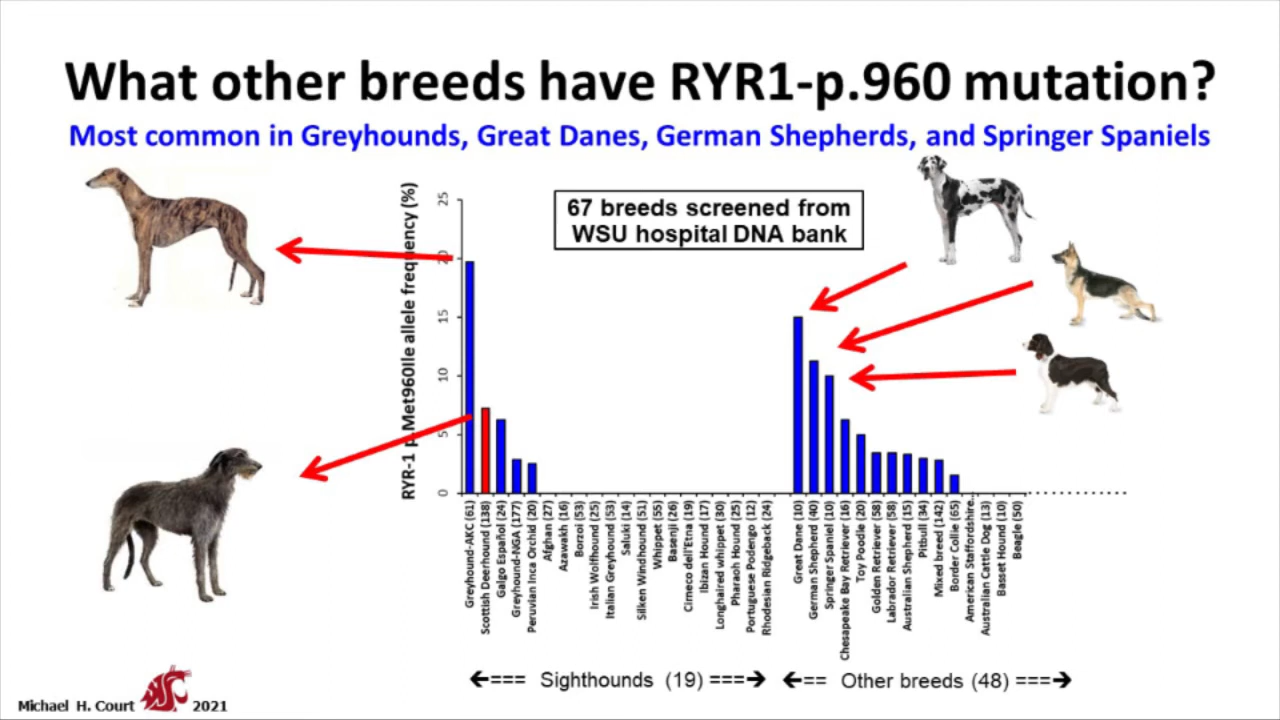 What other breeds have RYR1-p.960 mutation?
Most common in Greyhounds, Great Danes, German Shepherds, and Springer Spaniels
67 breeds screened from
WSU hospital DNA bank
RYR-1 p.Met960Ile allele frequency (%)
25
20
15
10
5
0
Greyhound-AKC (61)
Scottish Deerhound (138)
Galgo Español (24)
Greyhound-NGA (177)
Peruvian Inca Orchid (20)
Afghan (27)
Azawakh (16)
Borzoi (53)
Irish Wolfhound (25)
Italian Greyhound (53)
Saluki (14)
Silken Windhound (51)
Whippet (55)
Basenji (26)
Cirneco dell'Etna (19)
Ibizan Hound (17)
Longhaired whippet (30)
Pharaoh Hound (25)
Portuguese Podengo (12)
Rhodesian Ridgeback (24)
Great Dane (10)
German Shepherd (40)
Springer Spaniel (10)
Chesapeake Bay Retriever (16)
Toy Poodle (20)
Golden Retriever (58)
Labrador Retriever (58)
Australian Shepherd (15)
Pitbull (34)
Mixed breed (142)
Border Collie (65)
American Staffordshire...
Australian Cattle Dog (13)
Basset Hound (10)
Beagle (50)
🡨=== Sighthounds (19) ===🡪
🡨== Other breeds (48) ===🡪
Michael H. Court
WSU
2021